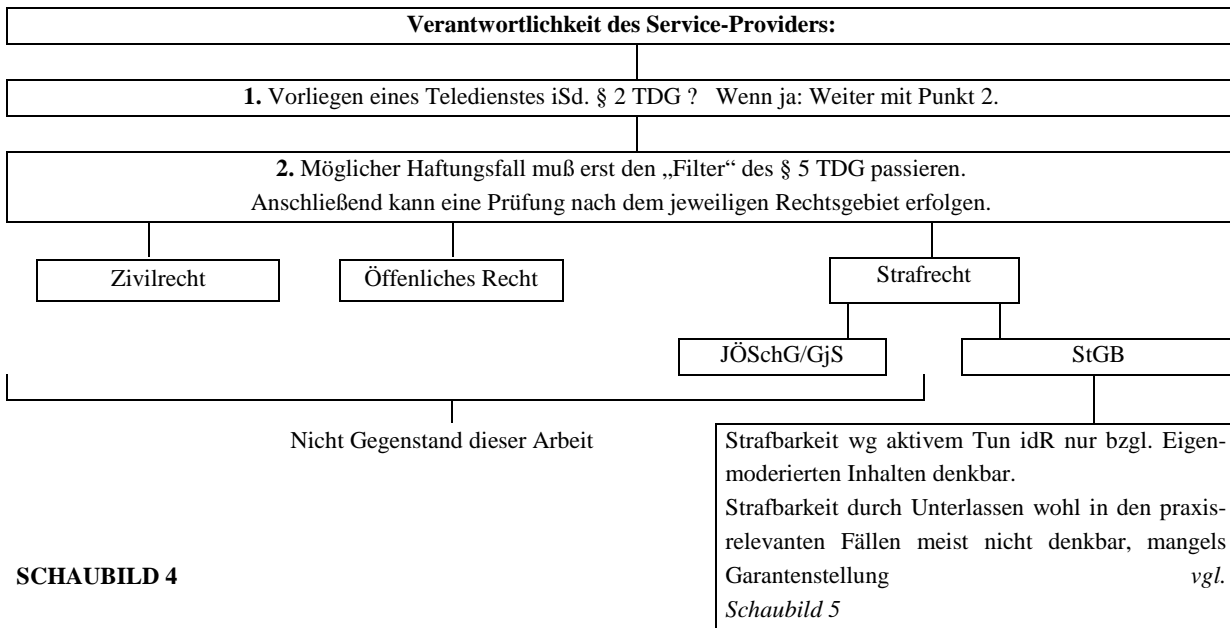 Verantwortlichkeit des Service-Providers:
1. Vorliegen eines Teledienstes iSd. § 2 TDG ? Wenn ja: Weiter mit Punkt 2.
2. Möglicher Haftungsfall muß erst den „Filter“ des § 5 TDG passieren.
Anschließend kann eine Prüfung nach dem jeweiligen Rechtsgebiet erfolgen.
Zivilrecht
Öffenliches Recht
Strafrecht
JÖSchG/GjS
StGB
Nicht Gegenstand dieser Arbeit
Strafbarkeit wg aktivem Tun idR nur bzgl. Eigen-
moderierten Inhalten denkbar.
Strafbarkeit durch Unterlassen wohl in den praxis-
relevanten Fällen meist nicht denkbar, mangels
Garantenstellung vgl.
Schaubild 5
SCHAUBILD 4